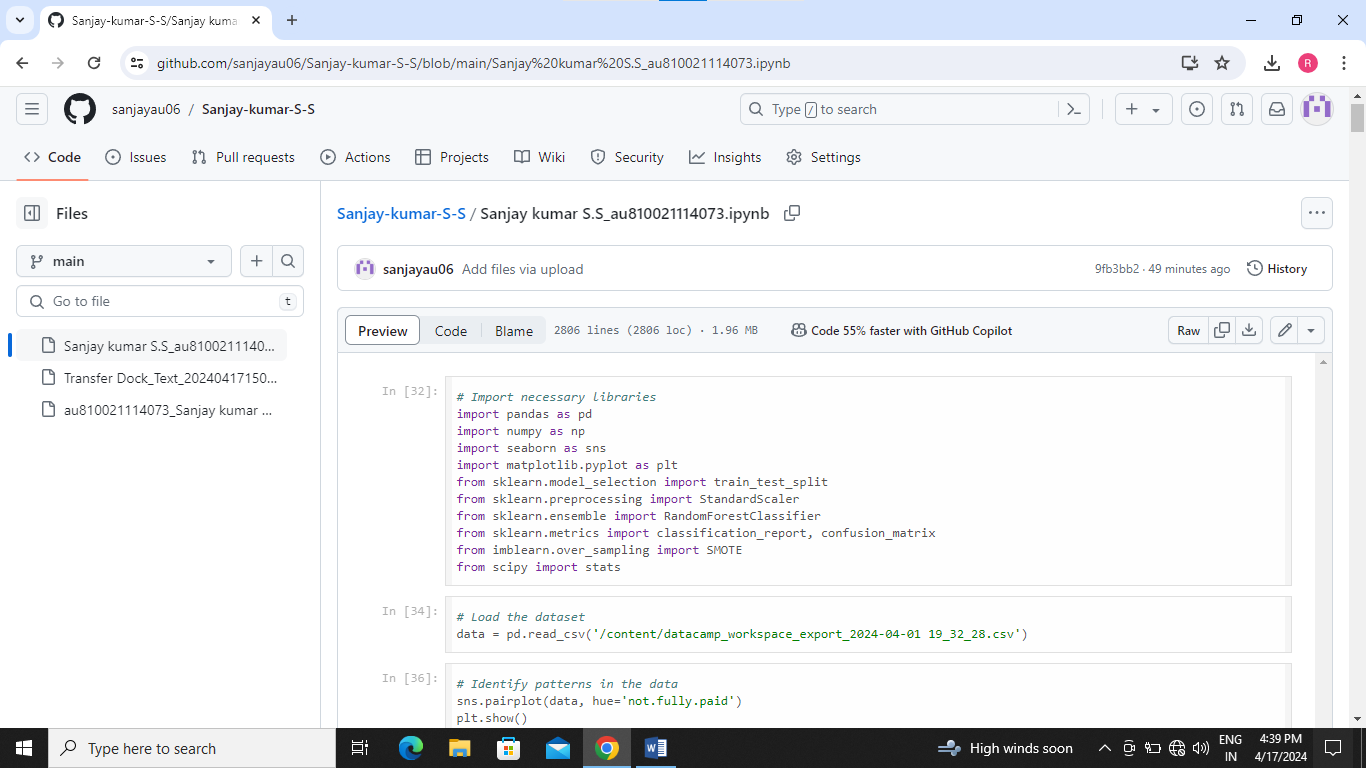 Sanjay-kumar-S-S/Sanjay kuma
github.com/sanjayau06/Sanjay-kumar-S-S/blob/main/Sanjay%20kumar%20S.S_au810021114073.ipynb
R
sanjayau06 / Sanjay-kumar-S-S
Type / to search
Code Issues Pull requests Actions Projects Wiki Security Insights Settings
Files
Sanjay-kumar-S-S / Sanjay kumar S.S_au810021114073.ipynb
main
sanjayau06 Add files via upload
9fb3bb2 · 49 minutes ago History
Go to file t
Preview Code Blame 2806 lines (2806 loc) · 1.96 MB Code 55% faster with GitHub Copilot Raw
Sanjay kumar S.S_au8100211140...
Transfer Dock_Text_20240417150...
au810021114073_Sanjay kumar ...
In [32]:
# Import necessary libraries
import pandas as pd
import numpy as np
import seaborn as sns
import matplotlib.pyplot as plt
from sklearn.model_selection import train_test_split
from sklearn.preprocessing import StandardScaler
from sklearn.ensemble import RandomForestClassifier
from sklearn.metrics import classification_report, confusion_matrix
from imblearn.over_sampling import SMOTE
from scipy import stats
In [34]:
# Load the dataset
data = pd.read_csv('/content/datacamp_workspace_export_2024-04-01 19_32_28.csv')
In [36]:
# Identify patterns in the data
sns.pairplot(data, hue='not.fully.paid')
plt.show()
Type here to search
High winds soon
ENG
IN
4:39 PM
4/17/2024